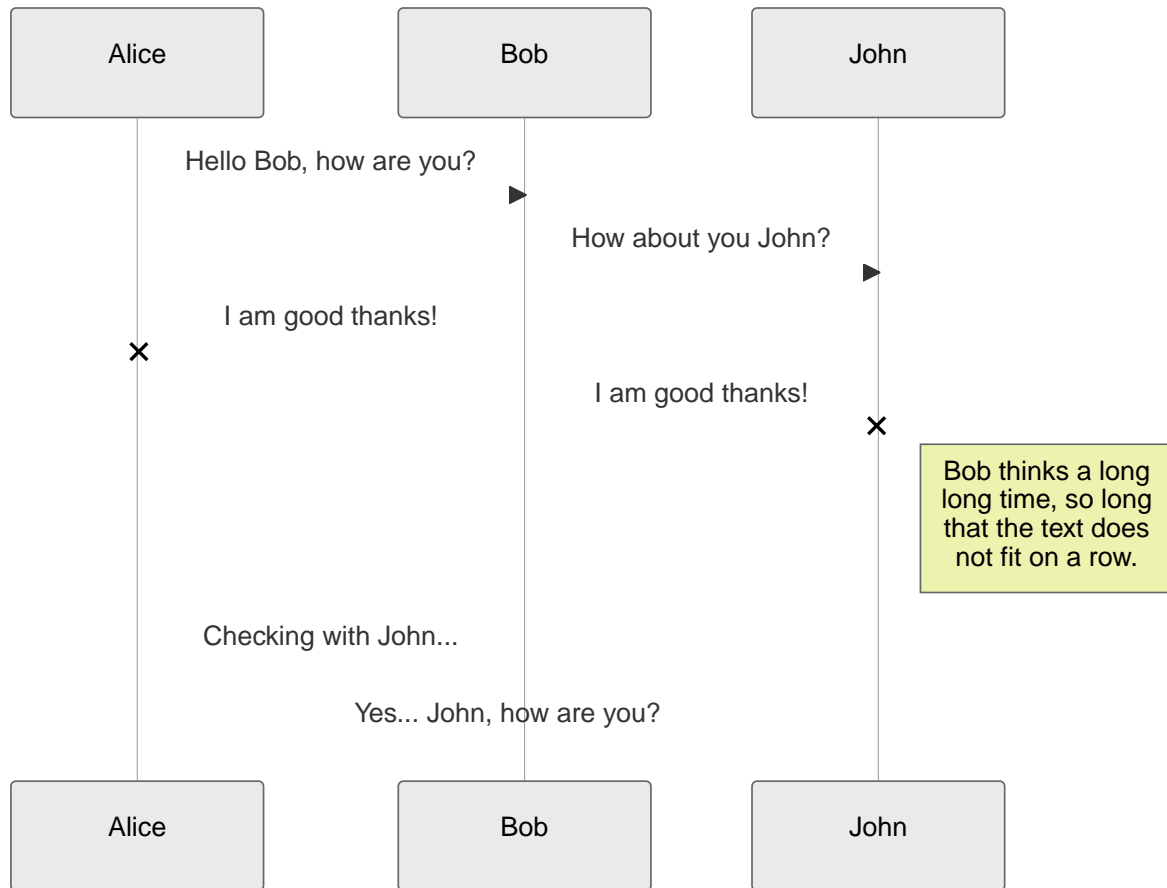 Alice
Bob
John
Hello Bob, how are you?
How about you John?
I am good thanks!
I am good thanks!
Bob thinks a long
long time, so long
that the text does
not fit on a row.
Checking with John...
Yes... John, how are you?
Alice
Bob
John